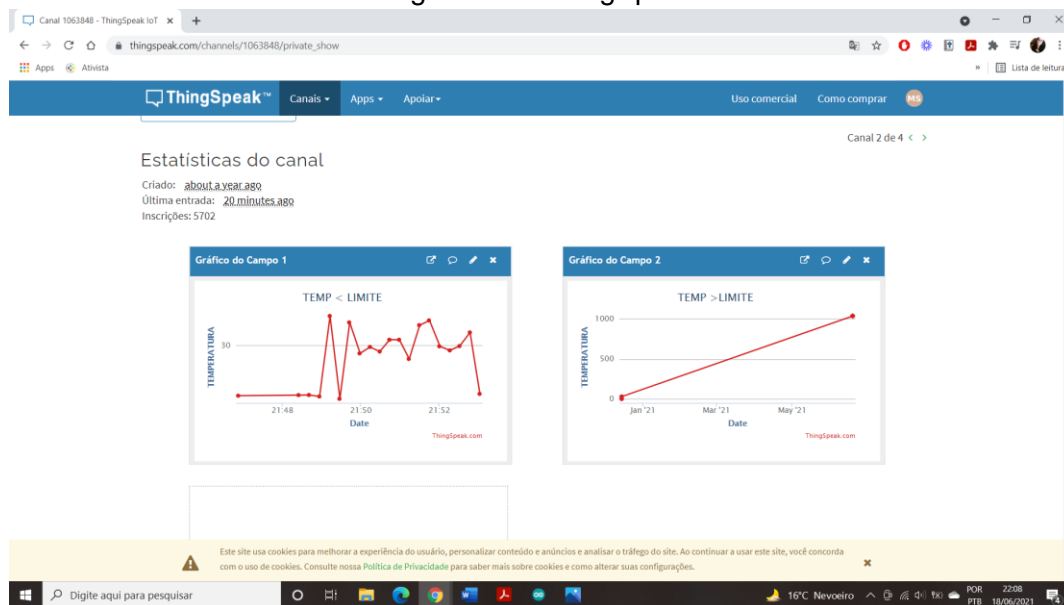 Canal 1063848 - ThingSpeak IoT
thingspeak.com/channels/1063848/private_show
Apps Ativista
Lista de leitura
ThingSpeak™ Canais Apps Apoiar Uso comercial Como comprar MS
Canal 2 de 4 < >
Estatísticas do canal
Criado: about a year ago
Última entrada: 20 minutes ago
Inscrições: 5702
Gráfico do Campo 1
TEMP < LIMITE
TEMPERATURA
30
21:48 21:50 21:52
Date
ThingSpeak.com
Gráfico do Campo 2
TEMP >LIMITE
TEMPERATURA
1000
500
0
Jan '21 Mar '21 May '21
Date
ThingSpeak.com
Este site usa cookies para melhorar a experiência do usuário, personalizar conteúdo e anúncios e analisar o tráfego do site. Ao continuar a usar este site, você concorda
com o uso de cookies. Consulte nossa Política de Privacidade para saber mais sobre cookies e como alterar suas configurações.
Digite aqui para pesquisar
16°C Nevoeiro
POR 22:08
PTB 18/06/2021